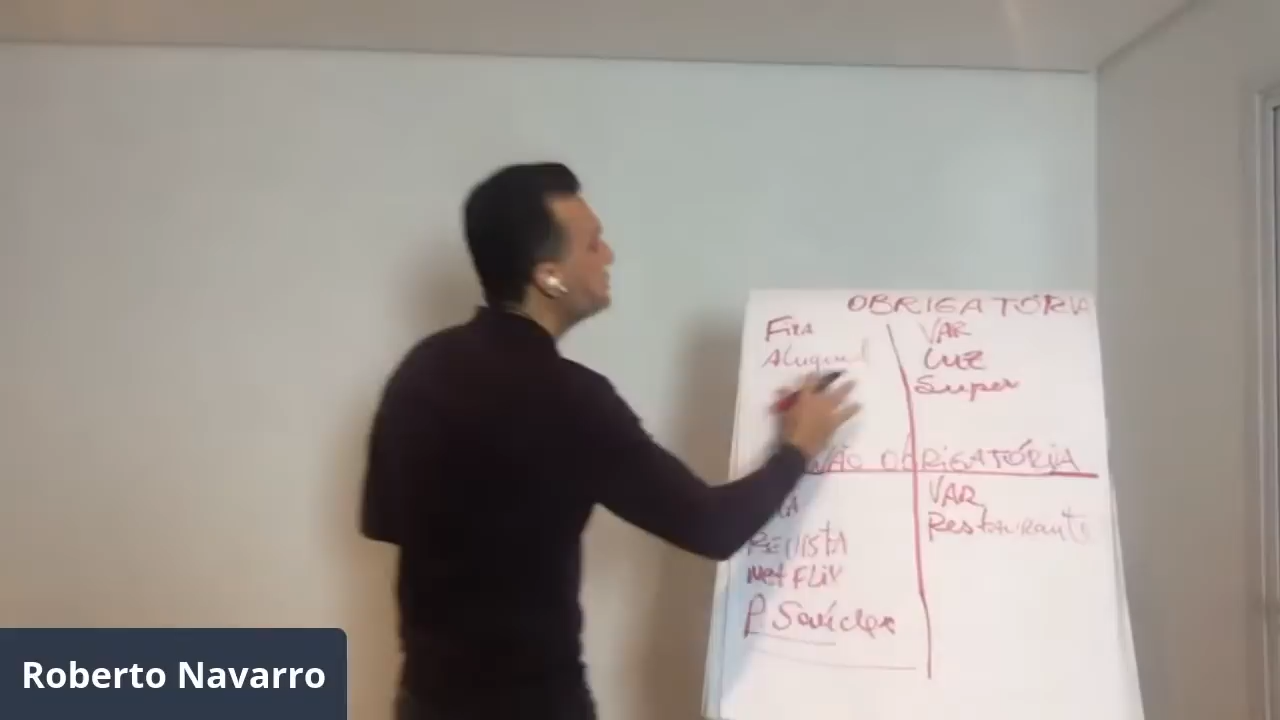 OBRIGATÓRIA
Fixa
Aluguel
VAR
Luz
Super
NÃO OBRIGATÓRIA
VAR
Restaurante
REVISTA
Netflix
P Saúde
Roberto Navarro